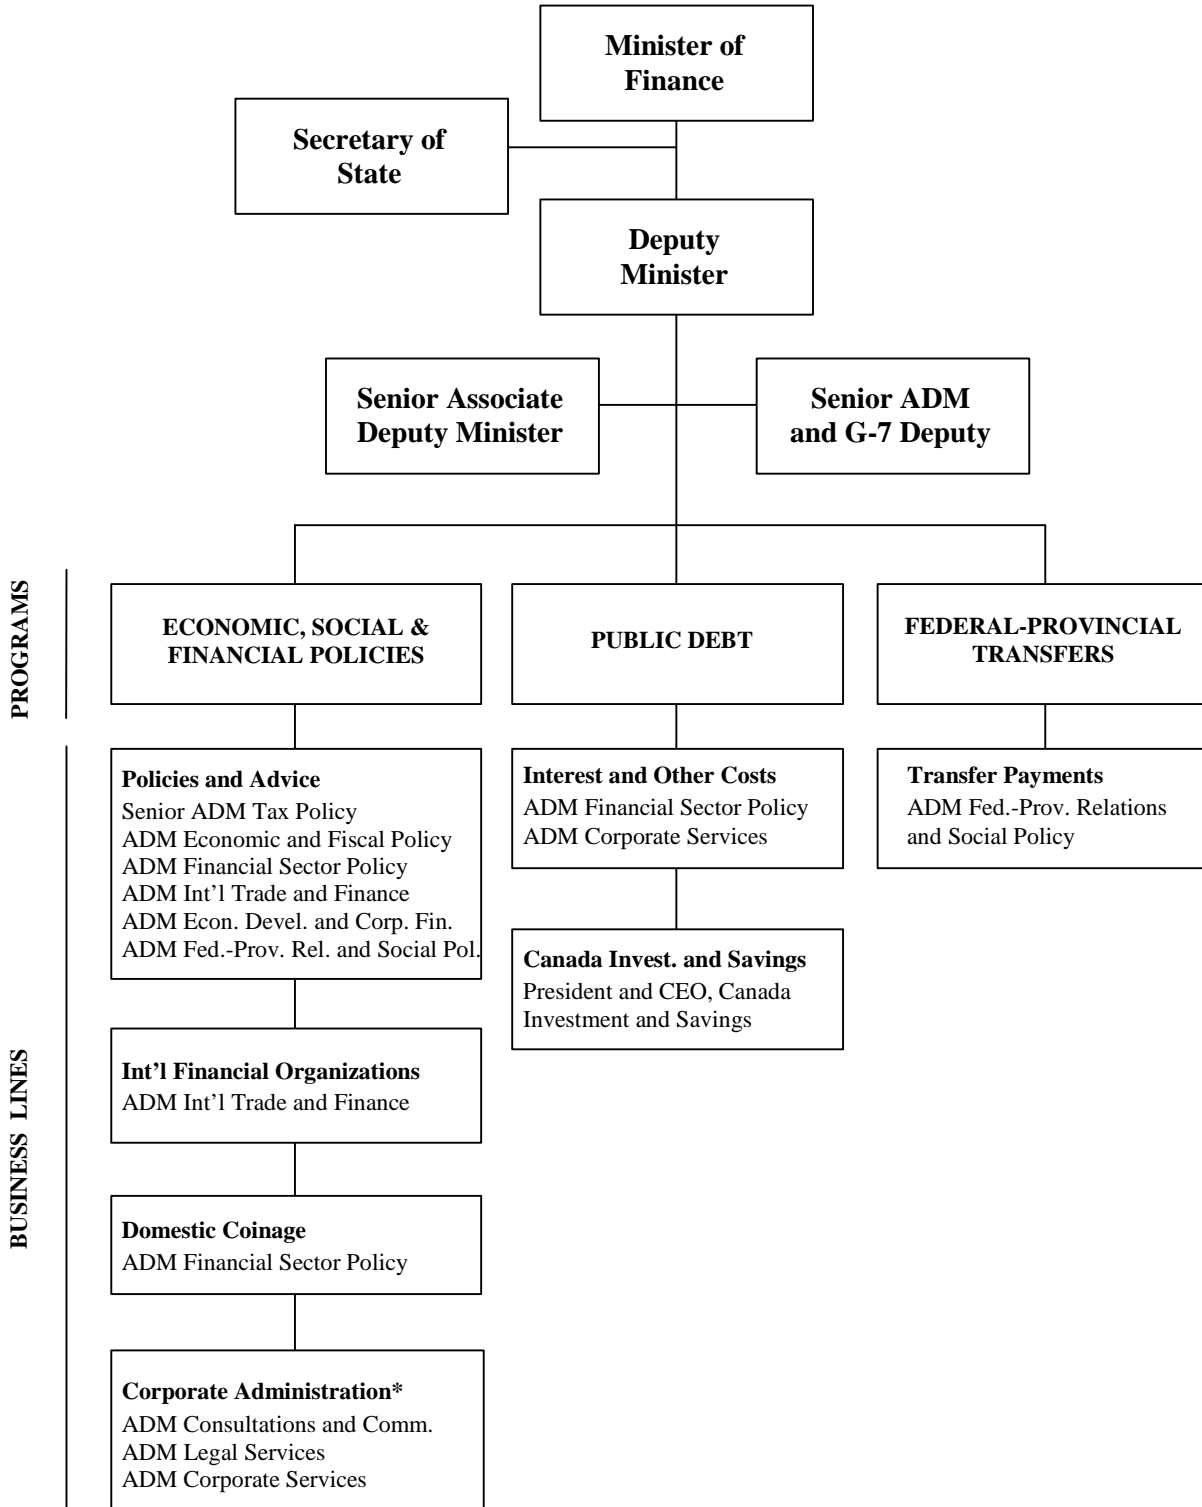 Minister of
Finance
Secretary of
State
Deputy
Minister
Senior Associate
Deputy Minister
Senior ADM
and G-7 Deputy
PROGRAMS
ECONOMIC, SOCIAL &
FINANCIAL POLICIES
PUBLIC DEBT
FEDERAL-PROVINCIAL
TRANSFERS
BUSINESS LINES
Policies and Advice
Senior ADM Tax Policy
ADM Economic and Fiscal Policy
ADM Financial Sector Policy
ADM Int’l Trade and Finance
ADM Econ. Devel. and Corp. Fin.
ADM Fed.-Prov. Rel. and Social Pol.
Interest and Other Costs
ADM Financial Sector Policy
ADM Corporate Services
Transfer Payments
ADM Fed.-Prov. Relations
and Social Policy
Canada Invest. and Savings
President and CEO, Canada
Investment and Savings
Int’l Financial Organizations
ADM Int’l Trade and Finance
Domestic Coinage
ADM Financial Sector Policy
Corporate Administration*
ADM Consultations and Comm.
ADM Legal Services
ADM Corporate Services